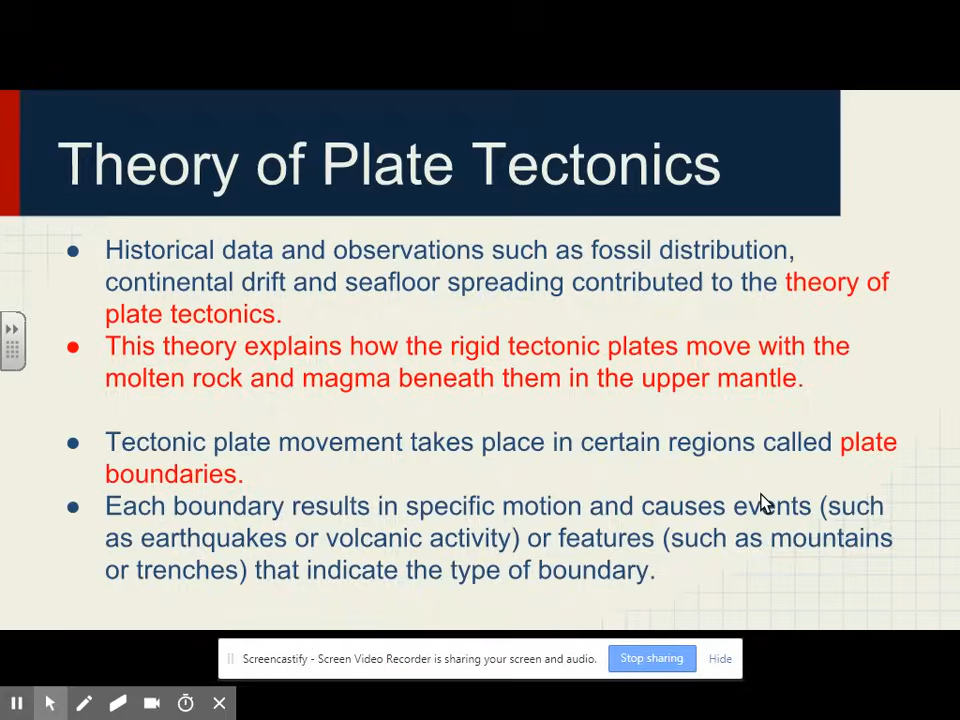 Theory of Plate Tectonics
● Historical data and observations such as fossil distribution,
continental drift and seafloor spreading contributed to the theory of
plate tectonics.
● This theory explains how the rigid tectonic plates move with the
molten rock and magma beneath them in the upper mantle.
● Tectonic plate movement takes place in certain regions called plate
boundaries.
● Each boundary results in specific motion and causes events (such
as earthquakes or volcanic activity) or features (such as mountains
or trenches) that indicate the type of boundary.
Screencastify - Screen Video Recorder is sharing your screen and audio. Stop sharing Hide